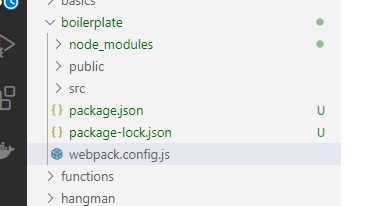 basics
boilerplate
node_modules
public
src
{} package.json U
{} package-lock.json U
webpack.config.js
functions
hangman